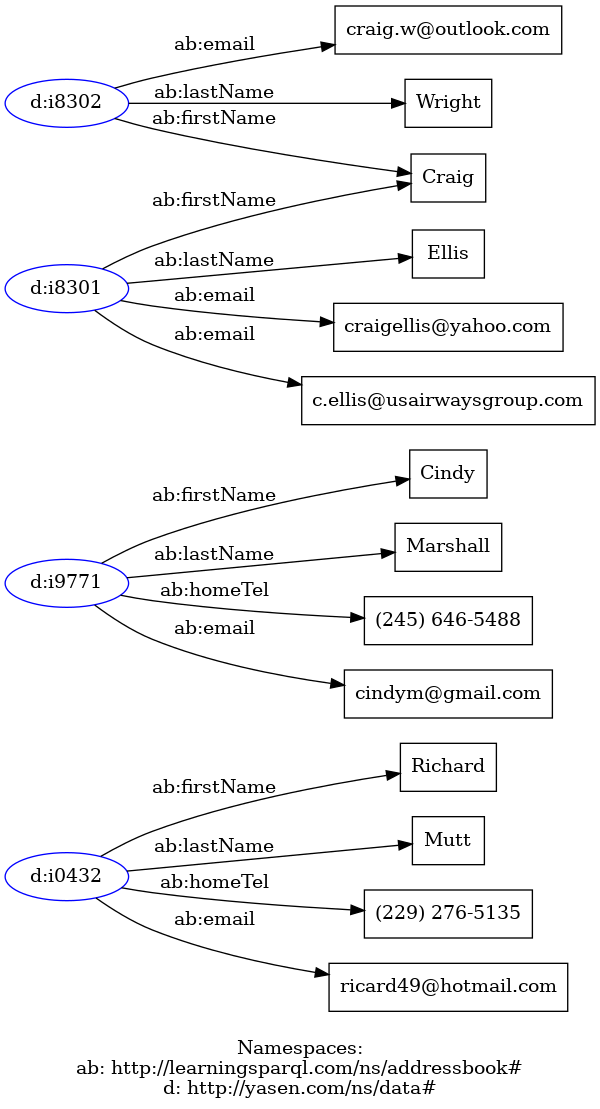 craig.w@outlook.com
ab:email
d:i8302
ab:lastName
Wright
ab:firstName
Craig
ab:firstName
Ellis
ab:lastName
d:i8301
ab:email
craigellis@yahoo.com
ab:email
c.ellis@usairwaysgroup.com
Cindy
ab:firstName
Marshall
ab:lastName
d:i9771
ab:homeTel
(245) 646-5488
ab:email
cindym@gmail.com
Richard
ab:firstName
Mutt
ab:lastName
d:i0432
ab:homeTel
(229) 276-5135
ab:email
ricard49@hotmail.com
Namespaces:
ab: http://learningsparql.com/ns/addressbook#
d: http://yasen.com/ns/data#